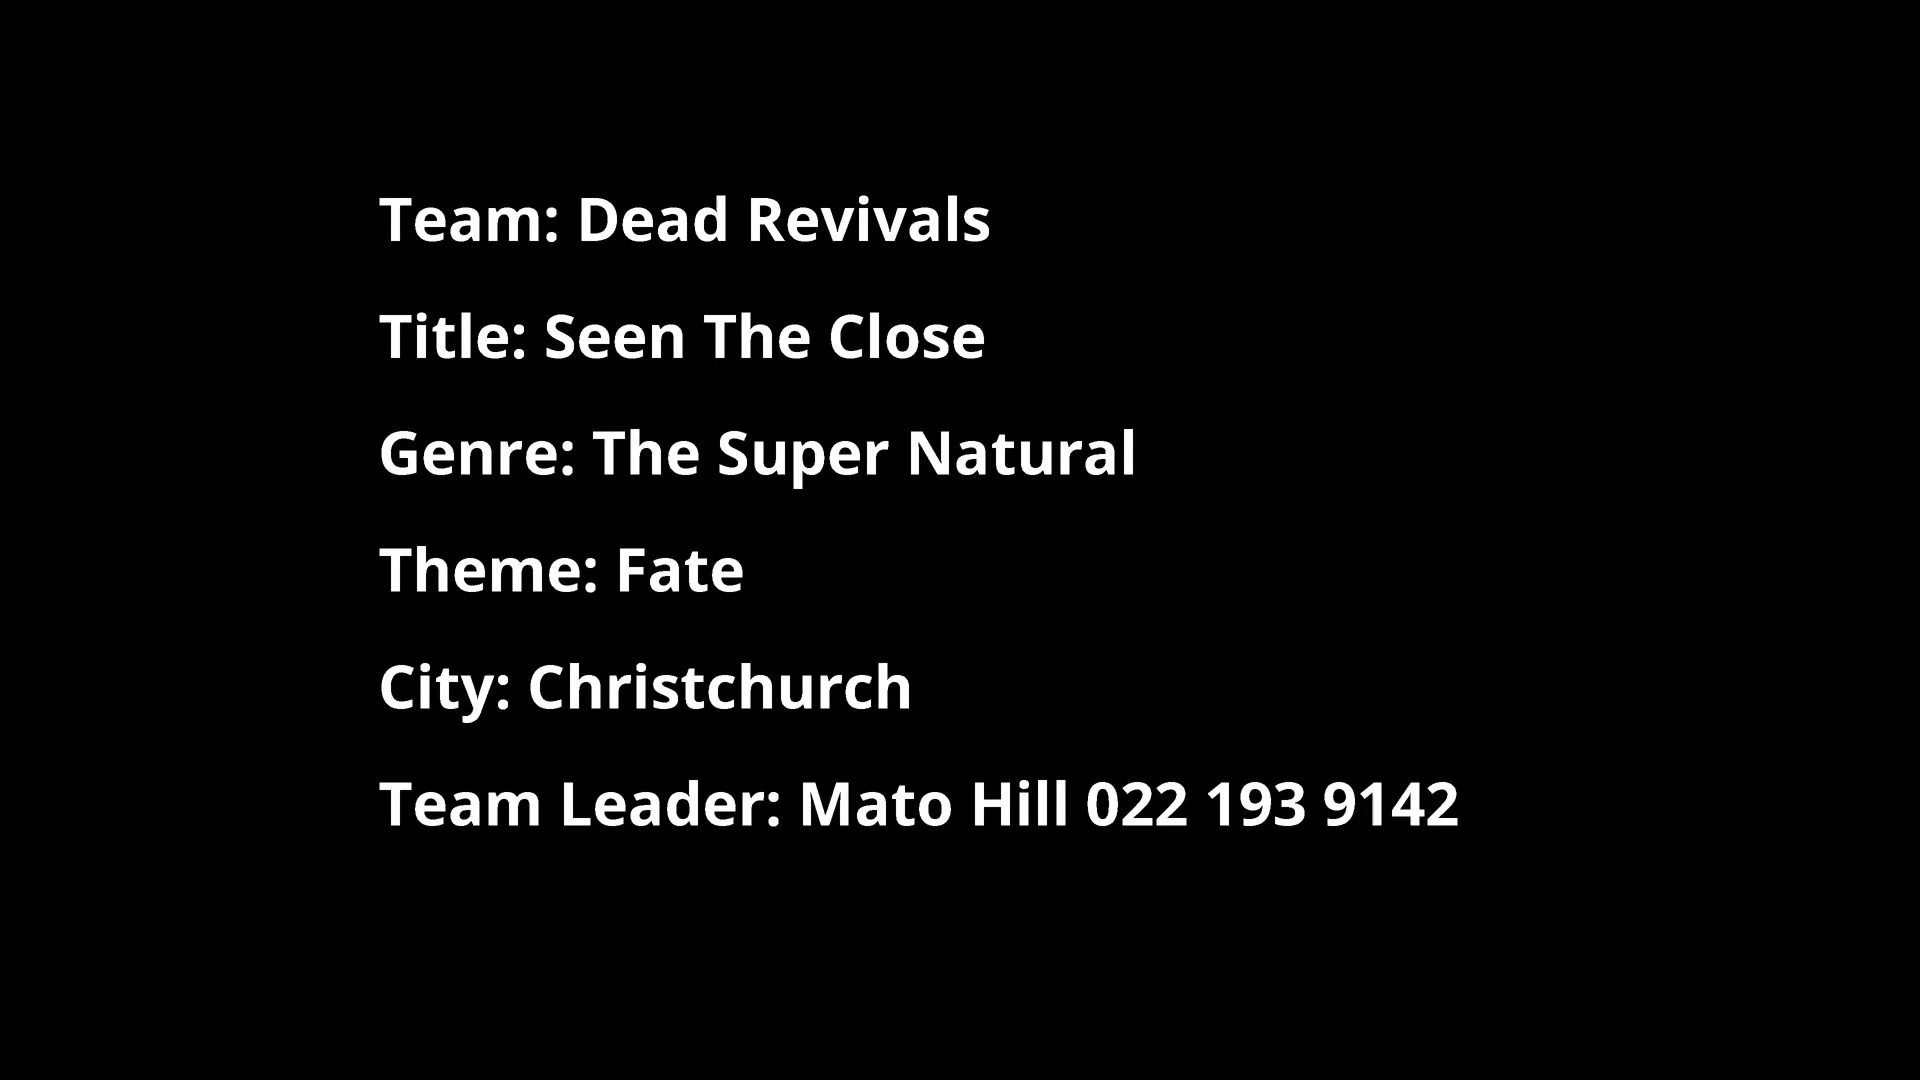 Team: Dead Revivals
Title: Seen The Close
Genre: The Super Natural
Theme: Fate
City: Christchurch
Team Leader: Mato Hill 022 193 9142